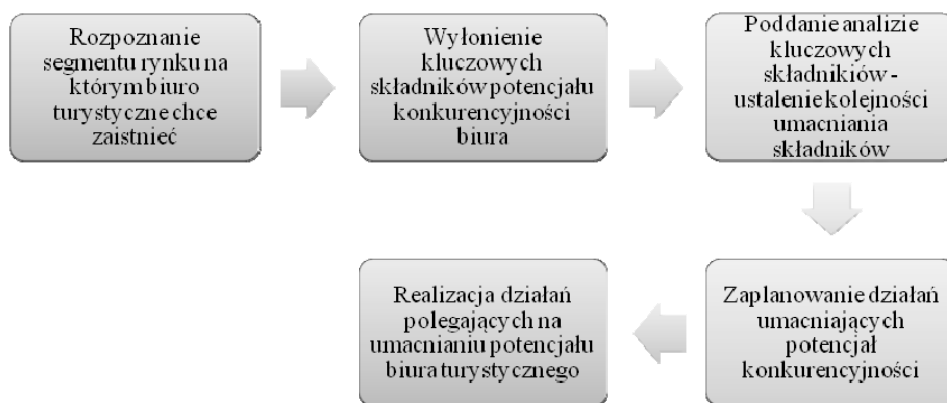 Rozpoznanie
segmentu rynku na
którym biuro
turystyczne chce
zaistnieć
Wyłonienie
kluczowych
składników potencjału
konkurencyjności
biura
Poddanie analizie
kluczowych
składnikiów -
ustalenie kolejności
umacniania
składników
Zaplanowanie działań
umacniających
potencjał
konkurencyjności
Realizacja działań
polegających na
umacnianiu potencjału
biura turystycznego